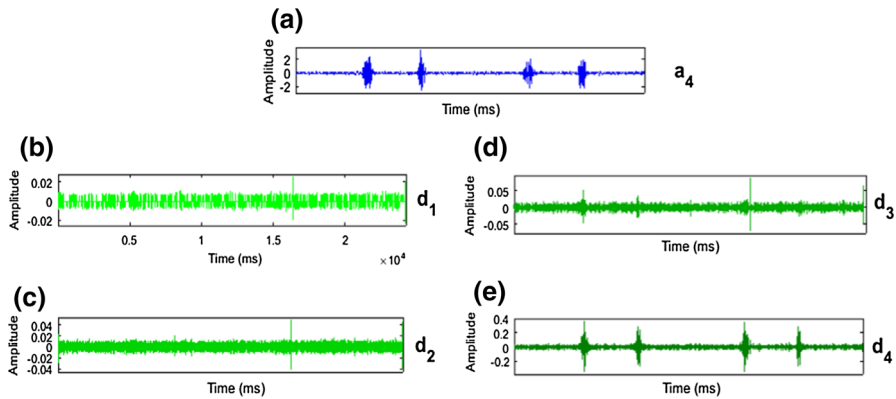 (a)
Amplitude
2
0
-2
Time (ms)
a4
(b)
Amplitude
0.02
0
-0.02
0.5
1
1.5
2
Time (ms)
× 10^4
d1
(d)
Amplitude
0.05
0
-0.05
Time (ms)
d3
(c)
Amplitude
0.04
0.02
0
-0.02
-0.04
Time (ms)
d2
(e)
Amplitude
0.4
0.2
0
-0.2
Time (ms)
d4